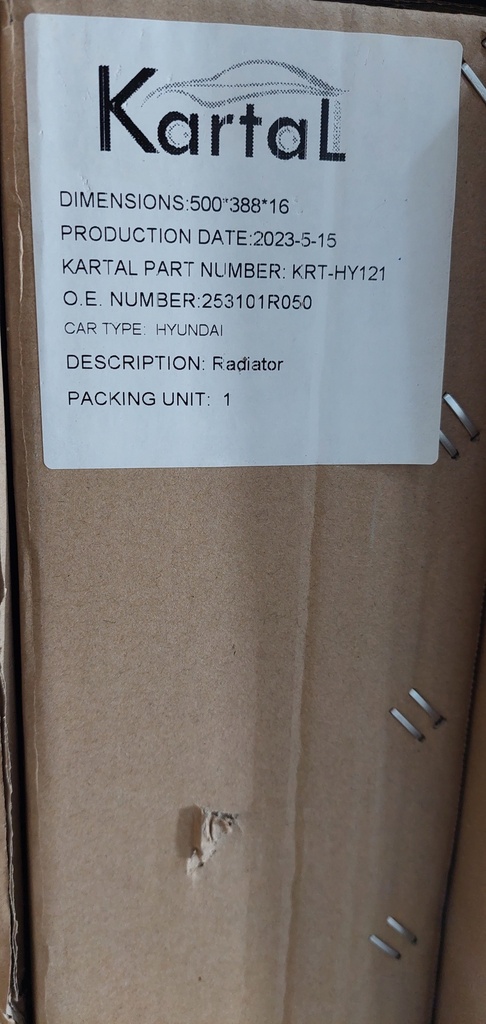 Kartal
DIMENSIONS:500*388*16
PRODUCTION DATE:2023-5-15
KARTAL PART NUMBER: KRT-HY121
O.E. NUMBER:253101R050
CAR TYPE: HYUNDAI
DESCRIPTION: Radiator
PACKING UNIT: 1